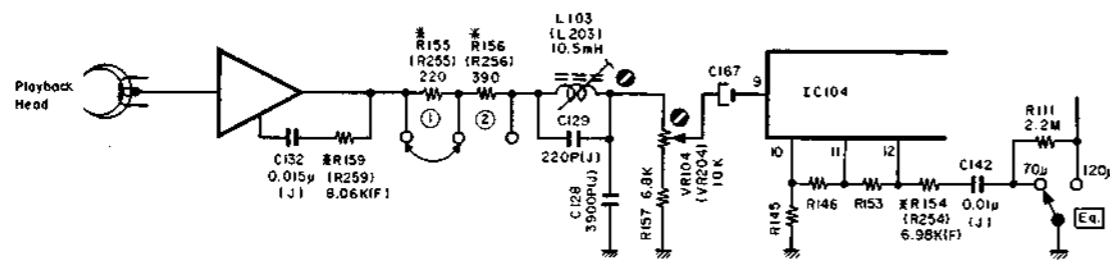 Playback
Head
C132
0.015µ
(J)
*R159
(R259)
8.06K(F)
*
R155
(R255)
220
①
*
R156
(R256)
390
②
L103
(L203)
10.5mH
C129
220P(J)
C128
3900P(J)
R157 6.8K
VR104
(VR204)
10K
C167
9
IC104
10
11
12
R145
R146
R153
*R154
(R254)
6.98K(F)
C142
0.01µ
(J)
R111
2.2M
70µ
120µ
Eq.